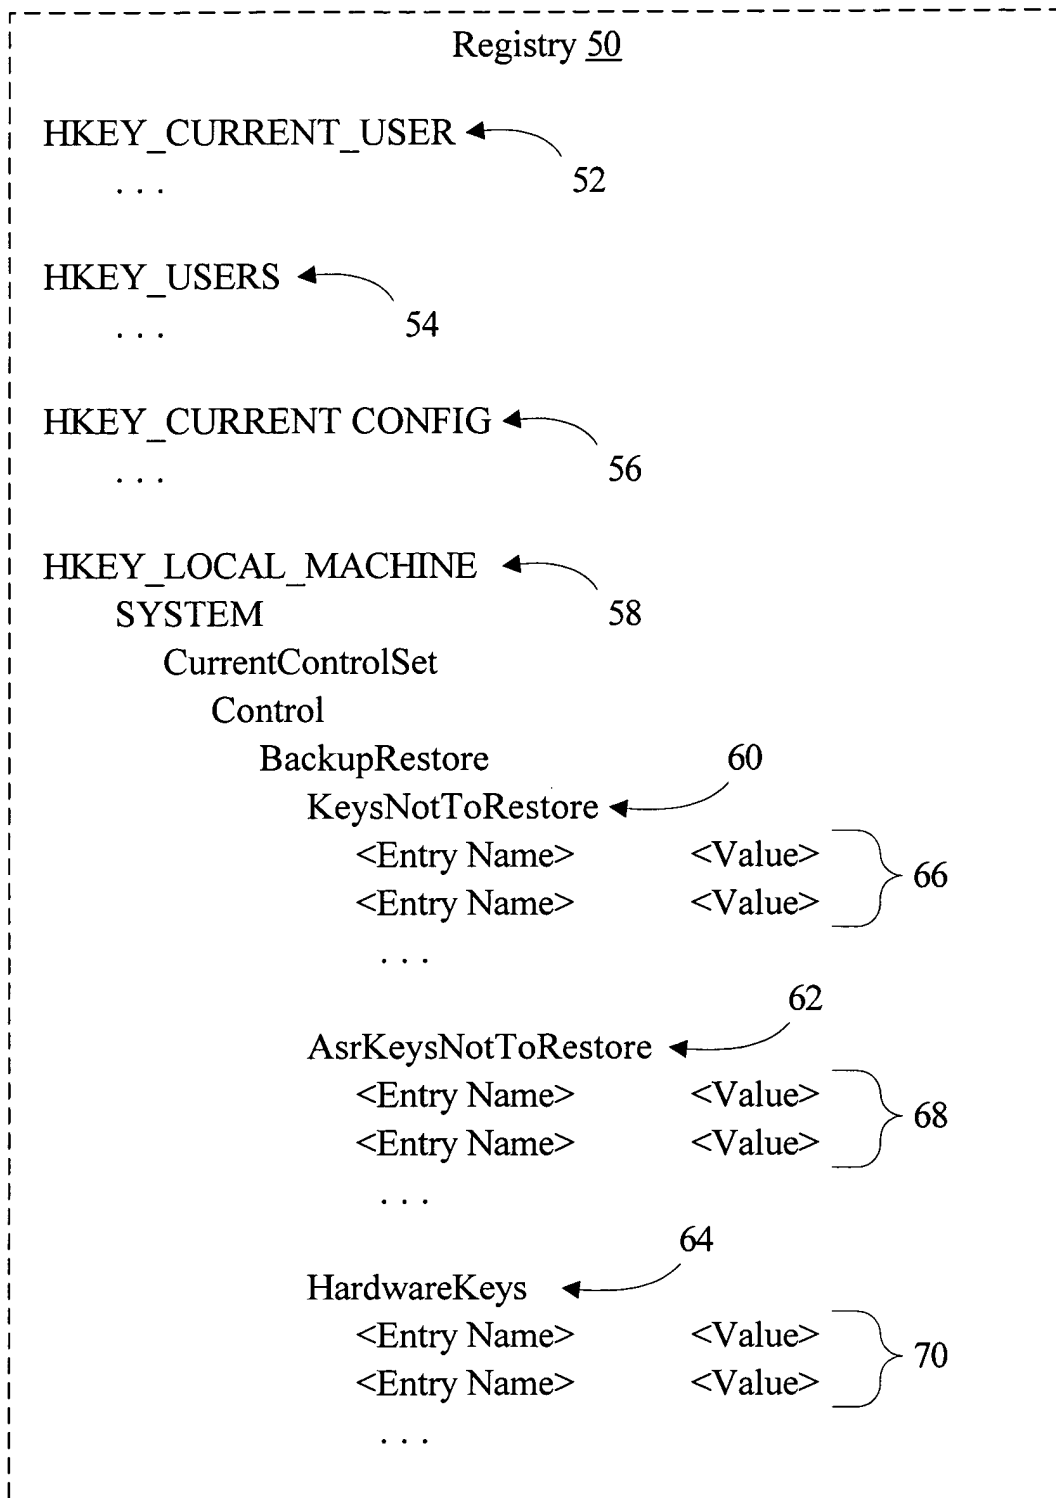 Registry 50
HKEY_CURRENT_USER
52
. . .
HKEY_USERS
54
. . .
HKEY_CURRENT CONFIG
56
. . .
HKEY_LOCAL_MACHINE
SYSTEM 58
CurrentControlSet
Control
BackupRestore 60
KeysNotToRestore
<Entry Name> <Value>
66
<Entry Name> <Value>
. . .
62
AsrKeysNotToRestore
<Entry Name> <Value>
68
<Entry Name> <Value>
. . .
64
HardwareKeys
<Entry Name> <Value>
70
<Entry Name> <Value>
. . .